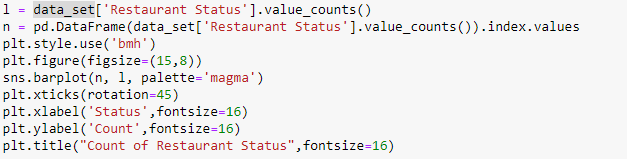 l = data_set['Restaurant Status'].value_counts()
n = pd.DataFrame(data_set['Restaurant Status'].value_counts()).index.values
plt.style.use('bmh')
plt.figure(figsize=(15,8))
sns.barplot(n, l, palette='magma')
plt.xticks(rotation=45)
plt.xlabel('Status',fontsize=16)
plt.ylabel('Count',fontsize=16)
plt.title("Count of Restaurant Status",fontsize=16)